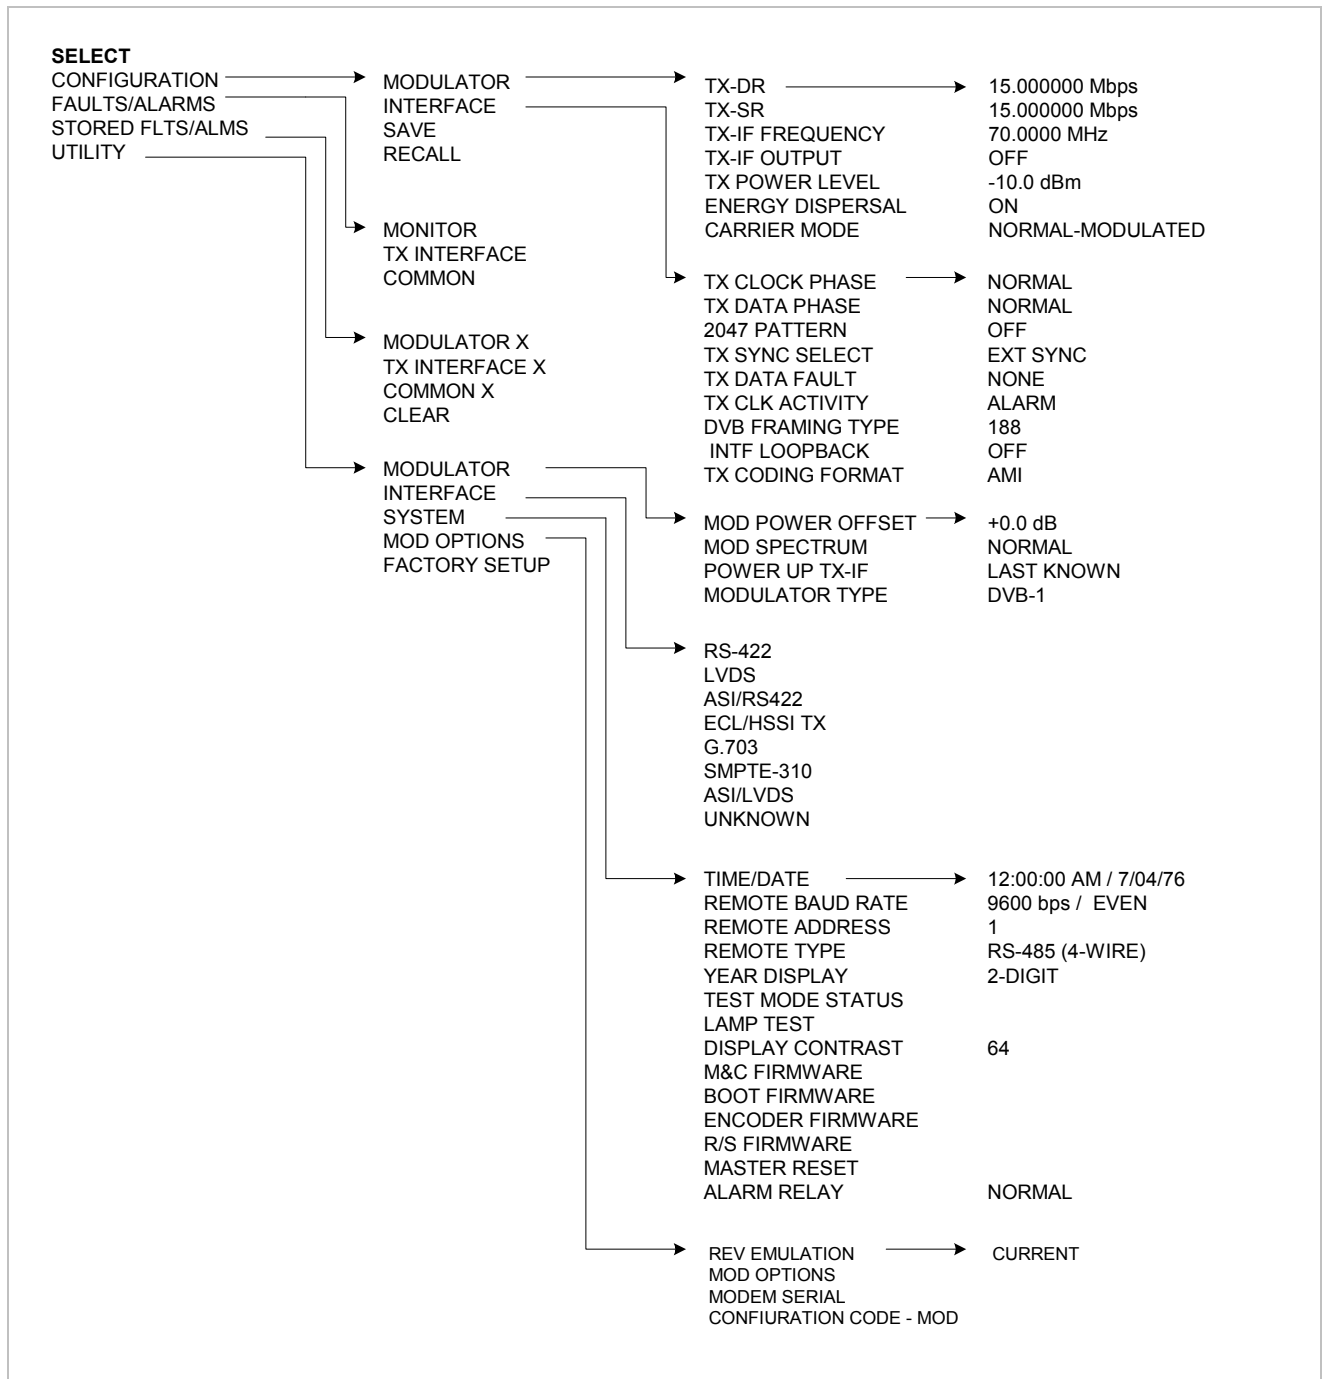 SELECT
CONFIGURATION
FAULTS/ALARMS
STORED FLTS/ALMS
UTILITY
MODULATOR
INTERFACE
SAVE
RECALL
TX-DR 15.000000 Mbps
TX-SR 15.000000 Mbps
TX-IF FREQUENCY 70.0000 MHz
TX-IF OUTPUT OFF
TX POWER LEVEL -10.0 dBm
ENERGY DISPERSAL ON
CARRIER MODE NORMAL-MODULATED
MONITOR
TX INTERFACE
COMMON
TX CLOCK PHASE NORMAL
TX DATA PHASE NORMAL
2047 PATTERN OFF
TX SYNC SELECT EXT SYNC
TX DATA FAULT NONE
TX CLK ACTIVITY ALARM
DVB FRAMING TYPE 188
INTF LOOPBACK OFF
TX CODING FORMAT AMI
MODULATOR X
TX INTERFACE X
COMMON X
CLEAR
MODULATOR
INTERFACE
SYSTEM
MOD OPTIONS
FACTORY SETUP
MOD POWER OFFSET +0.0 dB
MOD SPECTRUM NORMAL
POWER UP TX-IF LAST KNOWN
MODULATOR TYPE DVB-1
RS-422
LVDS
ASI/RS422
ECL/HSSI TX
G.703
SMPTE-310
ASI/LVDS
UNKNOWN
TIME/DATE 12:00:00 AM / 7/04/76
REMOTE BAUD RATE 9600 bps / EVEN
REMOTE ADDRESS 1
REMOTE TYPE RS-485 (4-WIRE)
YEAR DISPLAY 2-DIGIT
TEST MODE STATUS
LAMP TEST
DISPLAY CONTRAST 64
M&C FIRMWARE
BOOT FIRMWARE
ENCODER FIRMWARE
R/S FIRMWARE
MASTER RESET
ALARM RELAY NORMAL
REV EMULATION CURRENT
MOD OPTIONS
MODEM SERIAL
CONFIURATION CODE - MOD